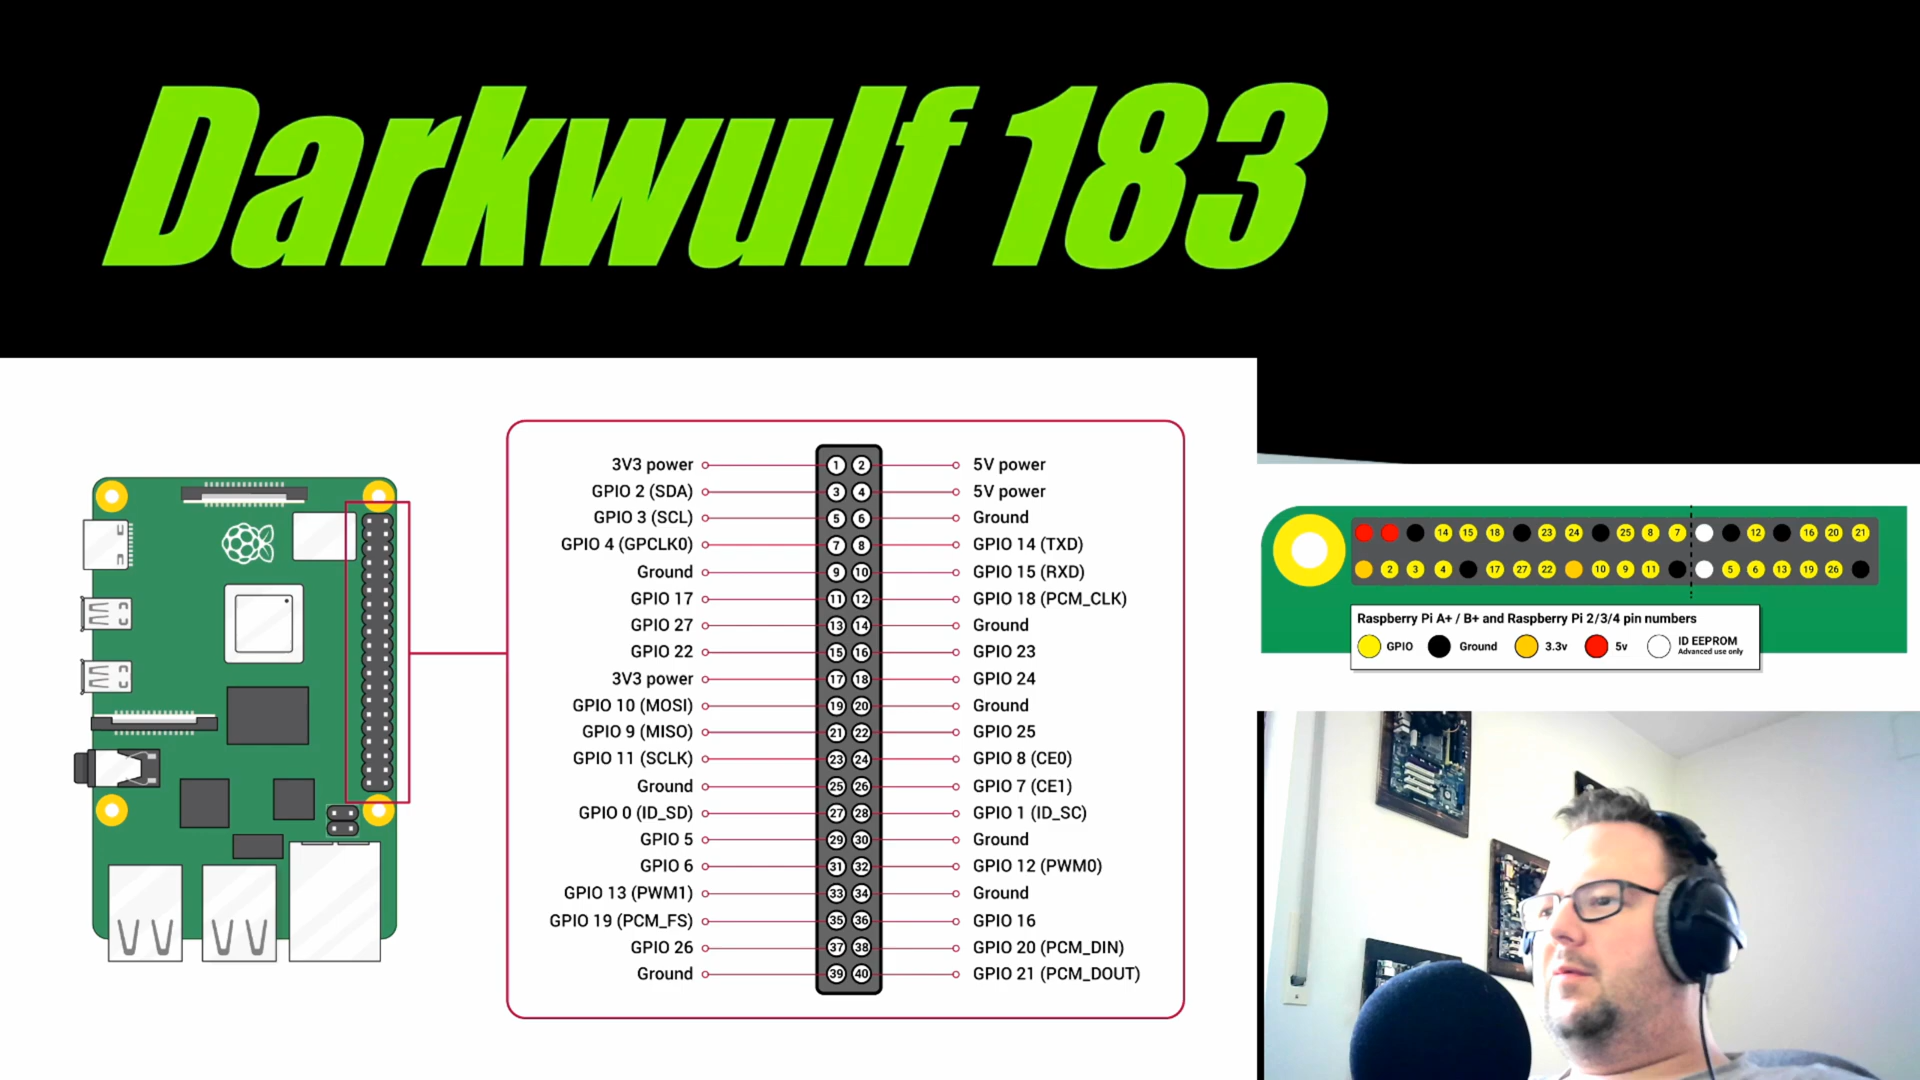 Darkwulf 183
3V3 power 1 2 5V power
GPIO 2 (SDA) 3 4 5V power
GPIO 3 (SCL) 5 6 Ground
GPIO 4 (GPCLK0) 7 8 GPIO 14 (TXD)
Ground 9 10 GPIO 15 (RXD)
GPIO 17 11 12 GPIO 18 (PCM_CLK)
GPIO 27 13 14 Ground
GPIO 22 15 16 GPIO 23
3V3 power 17 18 GPIO 24
GPIO 10 (MOSI) 19 20 Ground
GPIO 9 (MISO) 21 22 GPIO 25
GPIO 11 (SCLK) 23 24 GPIO 8 (CE0)
Ground 25 26 GPIO 7 (CE1)
GPIO 0 (ID_SD) 27 28 GPIO 1 (ID_SC)
GPIO 5 29 30 Ground
GPIO 6 31 32 GPIO 12 (PWM0)
GPIO 13 (PWM1) 33 34 Ground
GPIO 19 (PCM_FS) 35 36 GPIO 16
GPIO 26 37 38 GPIO 20 (PCM_DIN)
Ground 39 40 GPIO 21 (PCM_DOUT)
14 15 18 23 24 25 8 7 12 16 20 21
2 3 4 17 27 22 10 9 11 5 6 13 19 26
Raspberry Pi A+ / B+ and Raspberry Pi 2/3/4 pin numbers
GPIO Ground 3.3v 5v ID EEPROM
Advanced use only